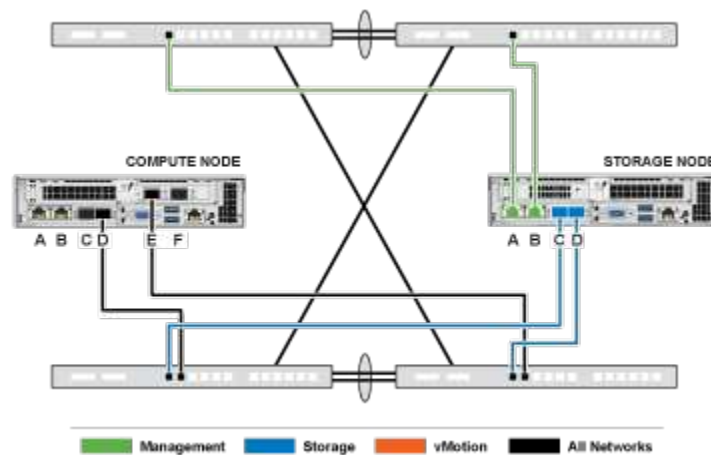 COMPUTE NODE
STORAGE NODE
A B C D E F
A B C D
Management Storage vMotion All Networks